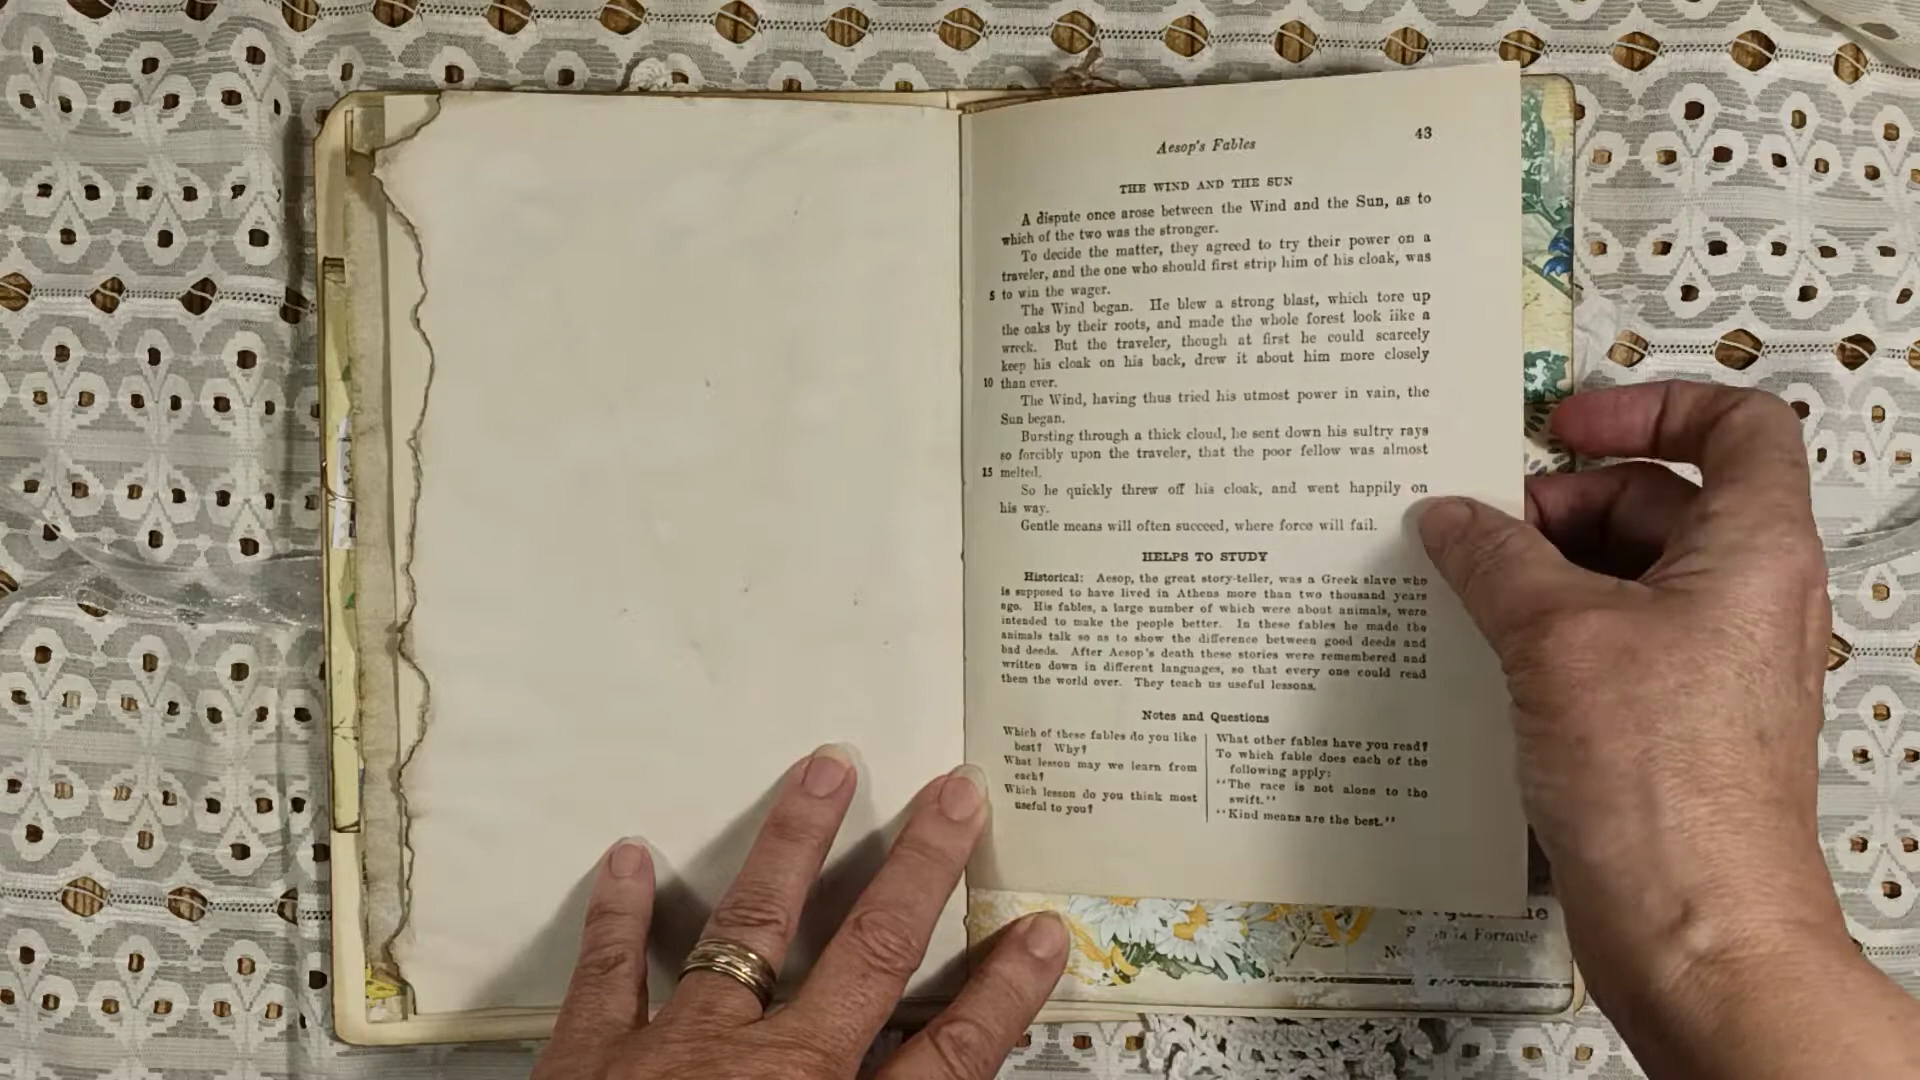 Aesop's Fables
43
THE WIND AND THE SUN
A dispute once arose between the Wind and the Sun, as to
which of the two was the stronger.
To decide the matter, they agreed to try their power on a
traveler, and the one who should first strip him of his cloak, was
5 to win the wager.
The Wind began. He blew a strong blast, which tore up
the oaks by their roots, and made the whole forest look like a
wreck. But the traveler, though at first he could scarcely
keep his cloak on his back, drew it about him more closely
10 than ever.
The Wind, having thus tried his utmost power in vain, the
Sun began.
Bursting through a thick cloud, he sent down his sultry rays
so forcibly upon the traveler, that the poor fellow was almost
15 melted.
So he quickly threw off his cloak, and went happily on
his way.
Gentle means will often succeed, where force will fail.
HELPS TO STUDY
Historical: Aesop, the great story-teller, was a Greek slave who
is supposed to have lived in Athens more than two thousand years
ago. His fables, a large number of which were about animals, were
intended to make the people better. In these fables he made the
animals talk so as to show the difference between good deeds and
bad deeds. After Aesop's death these stories were remembered and
written down in different languages, so that every one could read
them the world over. They teach us useful lessons.
Notes and Questions
Which of these fables do you like
best? Why?
What lesson may we learn from
each?
Which lesson do you think most
useful to you?
What other fables have you read?
To which fable does each of the
following apply:
"The race is not alone to the
swift."
"Kind means are the best."
Formule